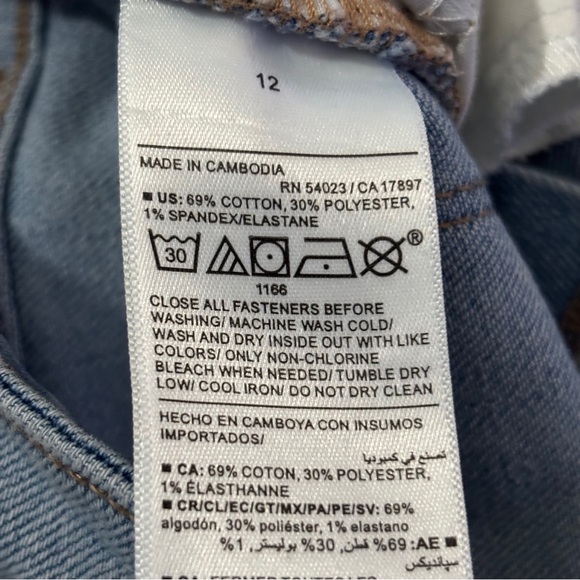 12
MADE IN CAMBODIA
RN 54023 / CA 17897
■ US: 69% COTTON, 30% POLYESTER,
1% SPANDEX/ELASTANE
30
®
1166
CLOSE ALL FASTENERS BEFORE
WASHING/ MACHINE WASH COLD/
WASH AND DRY INSIDE OUT WITH LIKE
COLORS/ ONLY NON-CHLORINE
BLEACH WHEN NEEDED/ TUMBLE DRY
LOW/ COOL IRON/ DO NOT DRY CLEAN
HECHO EN CAMBOYA CON INSUMOS
IMPORTADOS/
تصنع في كمبوديا
■ CA: 69% COTON, 30% POLYESTER,
1% ÉLASTHANNE
■ CR/CL/EC/GT/MX/PA/PE/SV: 69%
algodón, 30% poliéster, 1% elastano
■ AE: 69% قطن, 30% بوليستر, 1%
سپانديكس